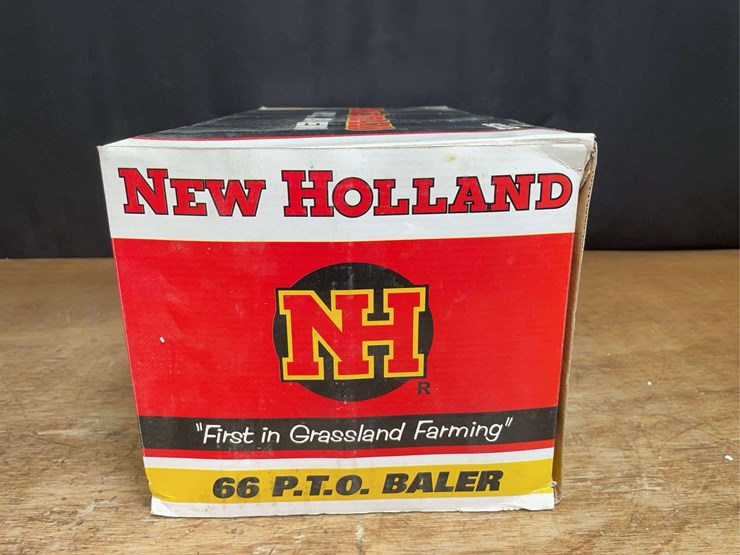 NEW HOLLAND
NH
R
"First in Grassland Farming"
66 P.T.O. BALER